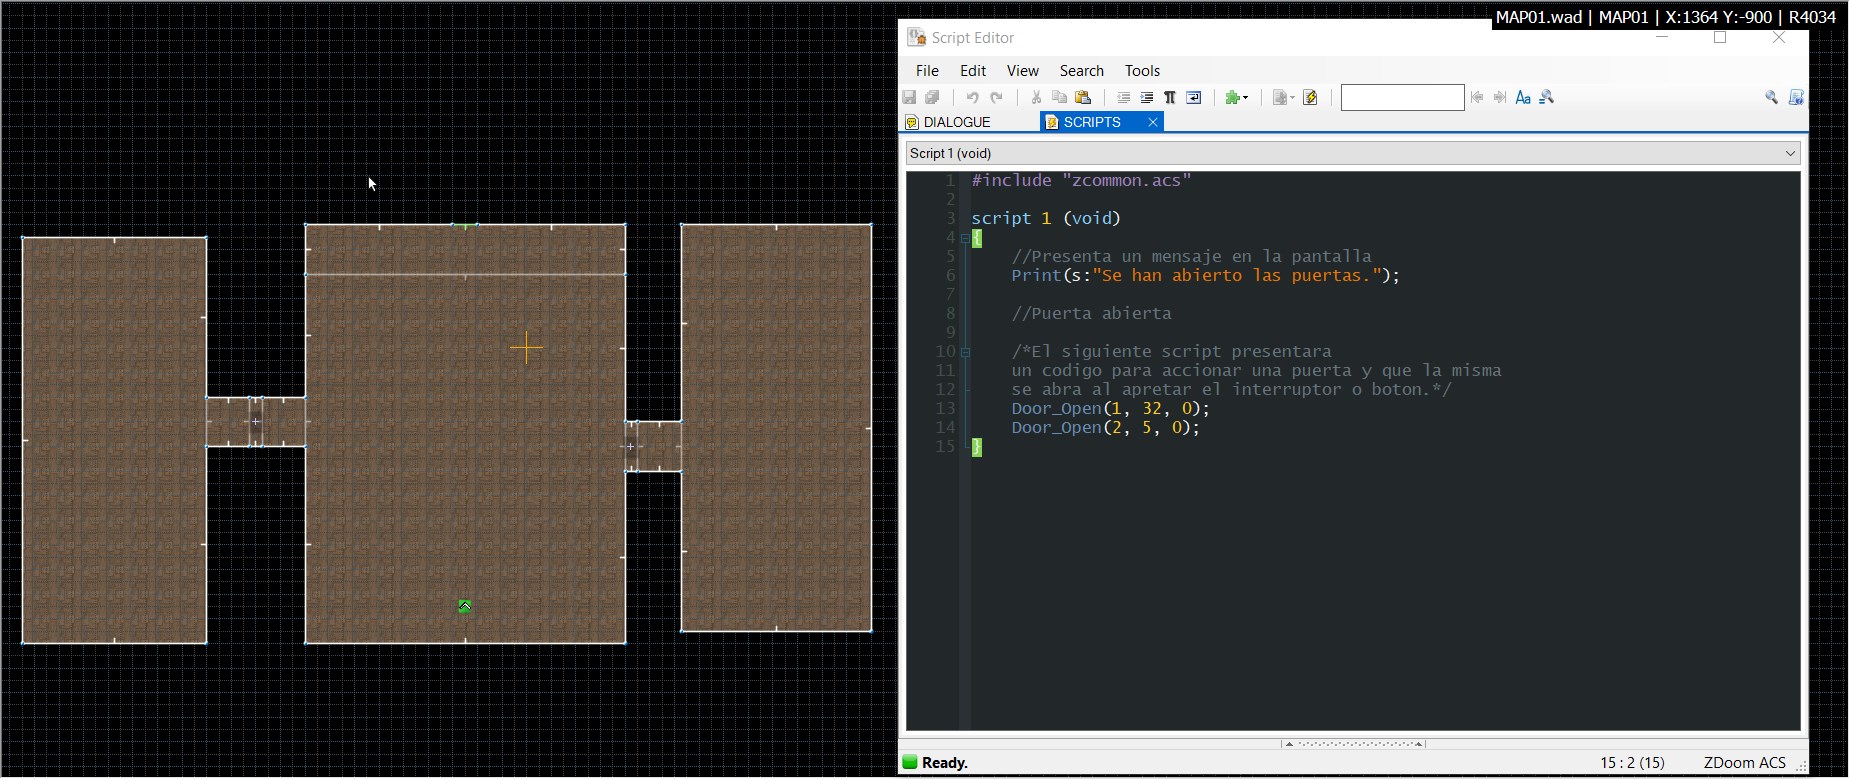 MAP01.wad | MAP01 | X:1364 Y:-900 | R4034
Script Editor
File Edit View Search Tools
DIALOGUE SCRIPTS
Script 1 (void)
1 #include "zcommon.acs"
2
3 script 1 (void)
4 {
5 //Presenta un mensaje en la pantalla
6 Print(s:"Se han abierto las puertas.");
7
8 //Puerta abierta
9
10 /*El siguiente script presentara
11 un codigo para accionar una puerta y que la misma
12 se abra al apretar el interruptor o boton.*/
13 Door_Open(1, 32, 0);
14 Door_Open(2, 5, 0);
15 }
Ready. 15 : 2 (15) ZDoom ACS